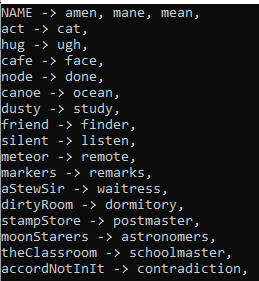 NAME -> amen, mane, mean,
act -> cat,
hug -> ugh,
cafe -> face,
node -> done,
canoe -> ocean,
dusty -> study,
friend -> finder,
silent -> listen,
meteor -> remote,
markers -> remarks,
aStewSir -> waitress,
dirtyRoom -> dormitory,
stampStore -> postmaster,
moonStarers -> astronomers,
theClassroom -> schoolmaster,
accordNotInIt -> contradiction,